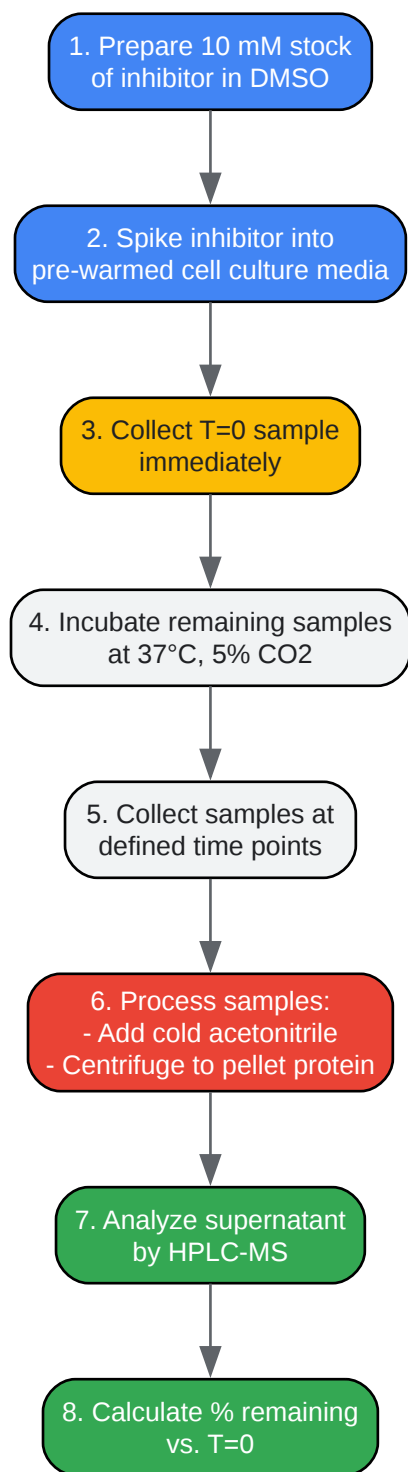 1. Prepare 10 mM stock
of inhibitor in DMSO
2. Spike inhibitor into
pre-warmed cell culture media
3. Collect T=0 sample
immediately
4. Incubate remaining samples
at 37°C, 5% CO2
5. Collect samples at
defined time points
6. Process samples:
- Add cold acetonitrile
- Centrifuge to pellet protein
7. Analyze supernatant
by HPLC-MS
8. Calculate % remaining
vs. T=0